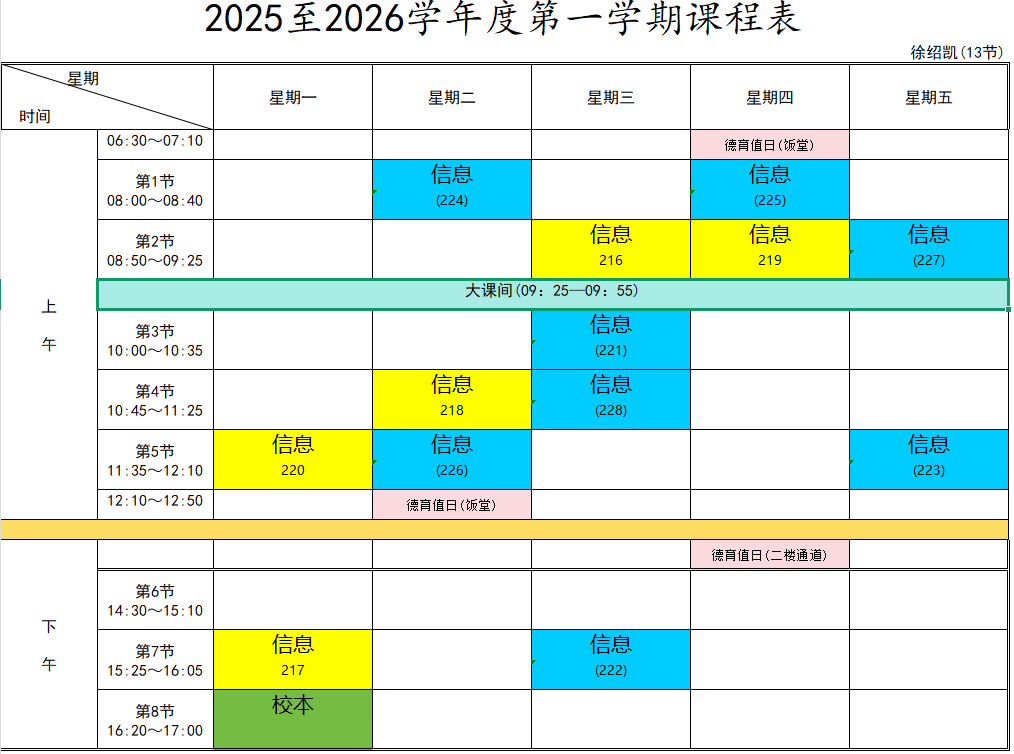 2025至2026学年度第一学期课程表
徐绍凯(13节)
星期
时间
星期一
星期二
星期三
星期四
星期五
上
午
06:30～07:10
德育值日(饭堂)
第1节
08:00～08:40
信息
(224)
信息
(225)
第2节
08:50～09:25
信息
216
信息
219
信息
(227)
大课间(09：25—09：55)
第3节
10:00～10:35
信息
(221)
第4节
10:45～11:25
信息
218
信息
(228)
第5节
11:35～12:10
信息
220
信息
(226)
信息
(223)
12:10～12:50
德育值日(饭堂)
下
午
德育值日(二楼通道)
第6节
14:30～15:10
第7节
15:25～16:05
信息
217
信息
(222)
第8节
16:20～17:00
校本